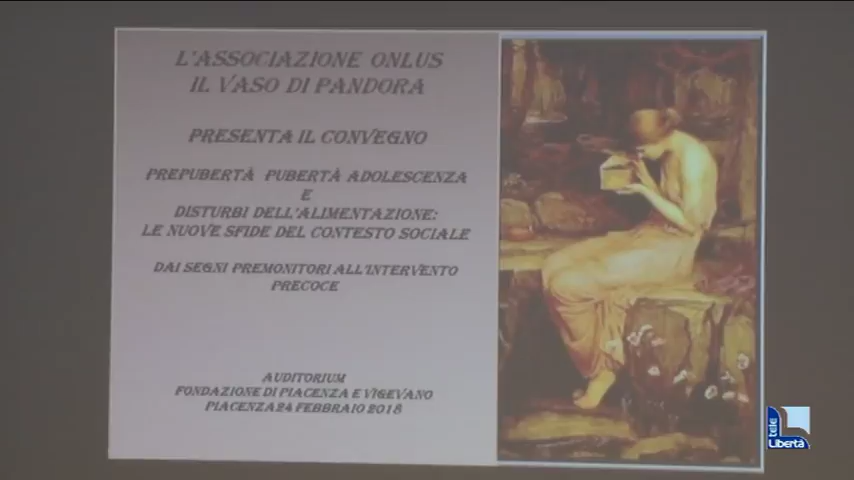 L'ASSOCIAZIONE ONLUS
IL VASO DI PANDORA
PRESENTA IL CONVEGNO
PREPUBERTÀ PUBERTÀ ADOLESCENZA
E
DISTURBI DELL'ALIMENTAZIONE:
LE NUOVE SFIDE DEL CONTESTO SOCIALE
DAI SEGNI PREMONITORI ALL'INTERVENTO
PRECOCE
AUDITORIUM
FONDAZIONE DI PIACENZA E VIGEVANO
PIACENZA 24 FEBBRAIO 2018
tele
Libertà